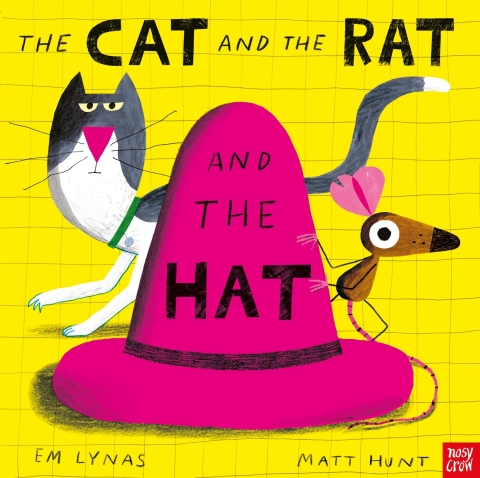 THE CAT AND THE RAT
AND
THE
HAT
EM LYNAS
MATT HUNT
nosy
crow